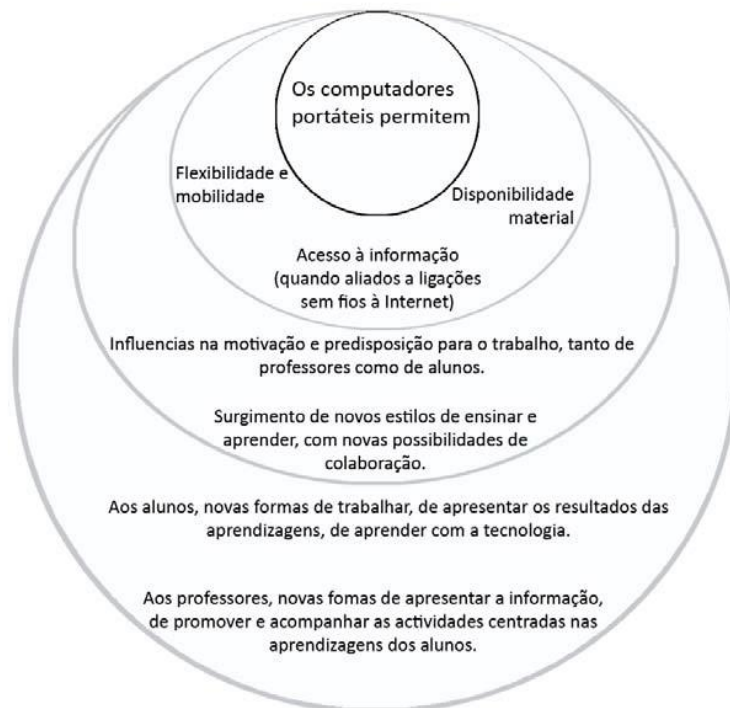 Os computadores
portáteis permitem
Flexibilidade e
mobilidade
Disponibilidade
material
Acesso à informação
(quando aliados a ligações
sem fios à Internet)
Influencias na motivação e predisposição para o trabalho, tanto de
professores como de alunos.
Surgimento de novos estilos de ensinar e
aprender, com novas possibilidades de
colaboração.
Aos alunos, novas formas de trabalhar, de apresentar os resultados das
aprendizagens, de aprender com a tecnologia.
Aos professores, novas fomas de apresentar a informação,
de promover e acompanhar as actividades centradas nas
aprendizagens dos alunos.